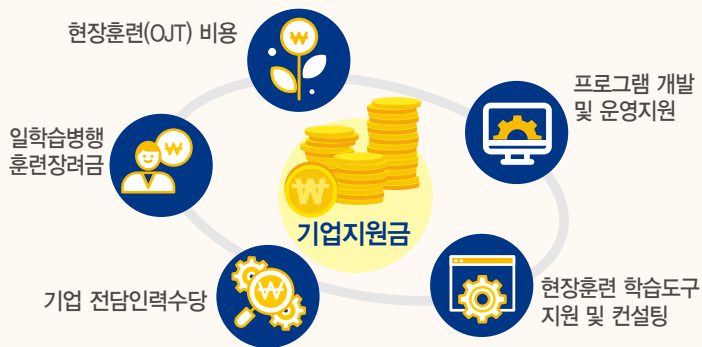 현장훈련(OJT) 비용
프로그램 개발
및 운영지원
일학습병행
훈련장려금
기업지원금
기업 전담인력수당
현장훈련 학습도구
지원 및 컨설팅